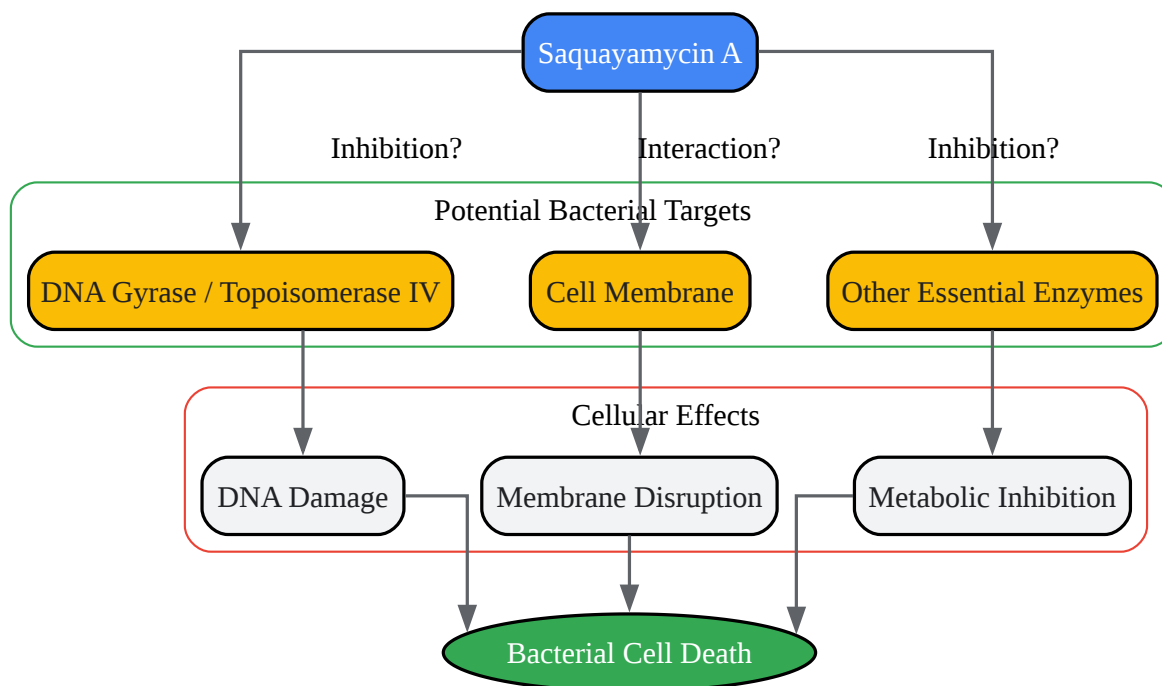 Saquayamycin A
Inhibition?
Interaction?
Inhibition?
Potential Bacterial Targets
DNA Gyrase / Topoisomerase IV
Cell Membrane
Other Essential Enzymes
Cellular Effects
DNA Damage
Membrane Disruption
Metabolic Inhibition
Bacterial Cell Death